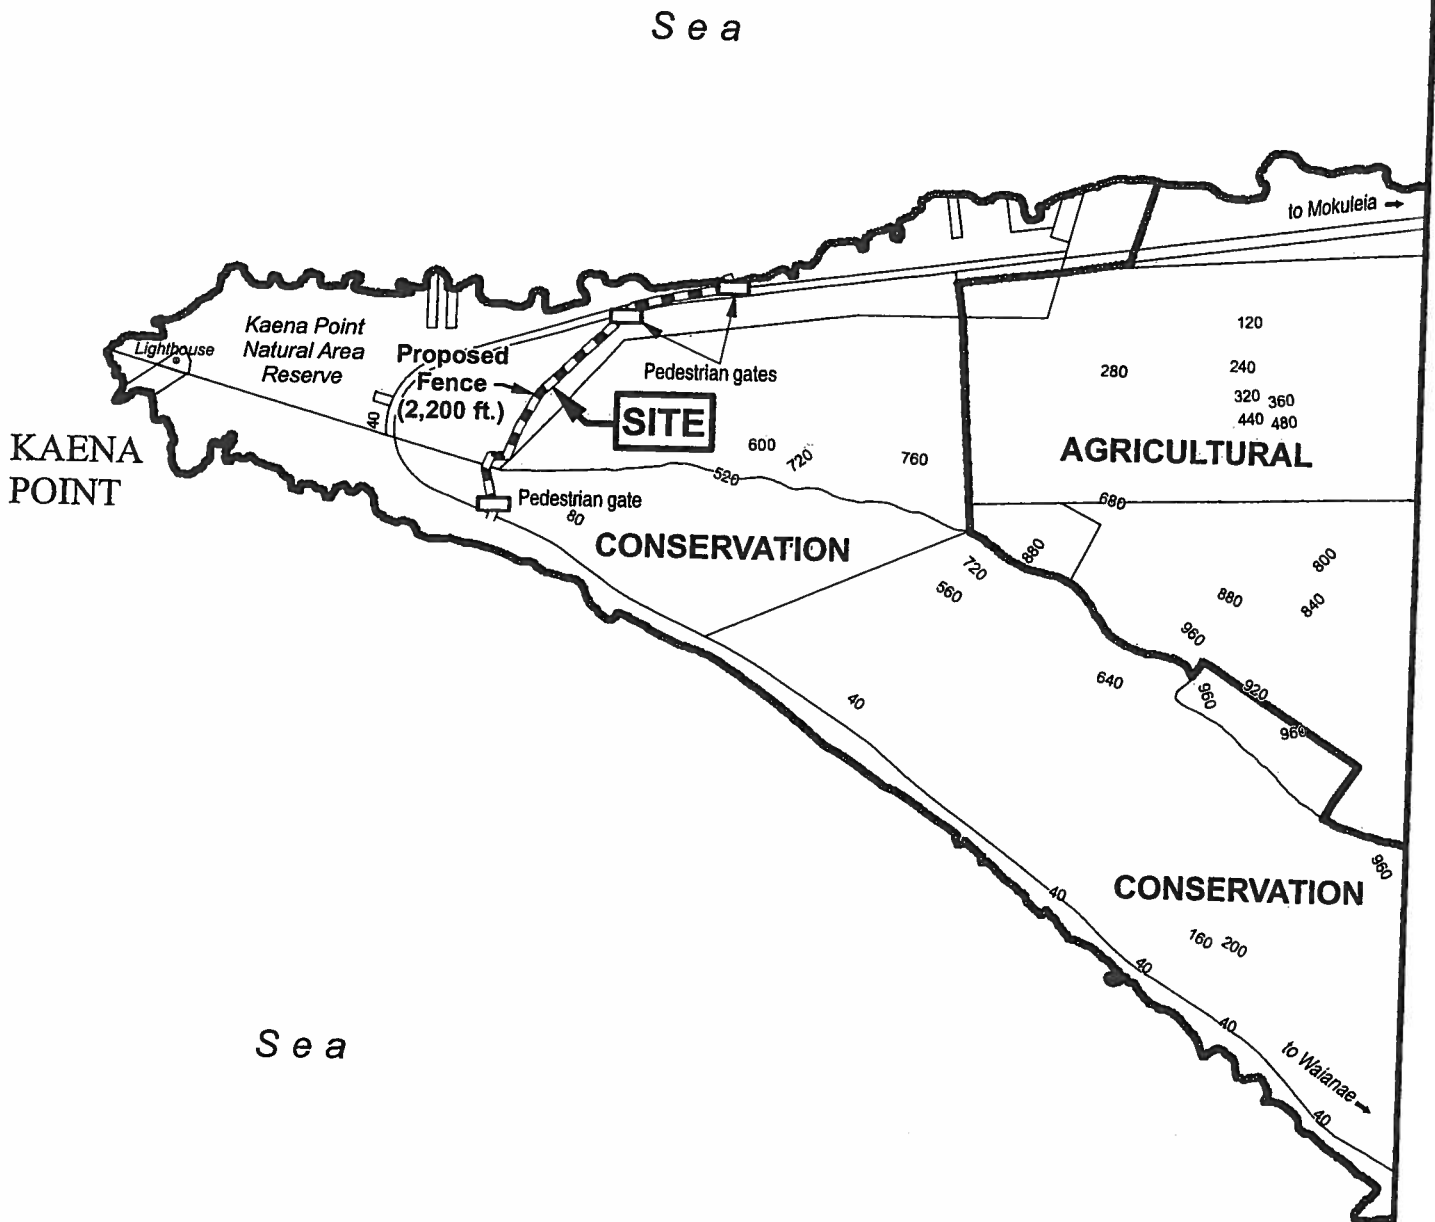 Sea
to Mokuleia
Kaena Point
Natural Area
Reserve
Lighthouse
Proposed
Fence
(2,200 ft.)
Pedestrian gates
SITE
40
KAENA
POINT
120
280
240
320 360
440 480
AGRICULTURAL
600
720
760
520
680
Pedestrian gate
80
CONSERVATION
720
560
880
800
880
840
960
640
960
920
960
40
960
CONSERVATION
40
160 200
40
Sea
40
to Waianae
40